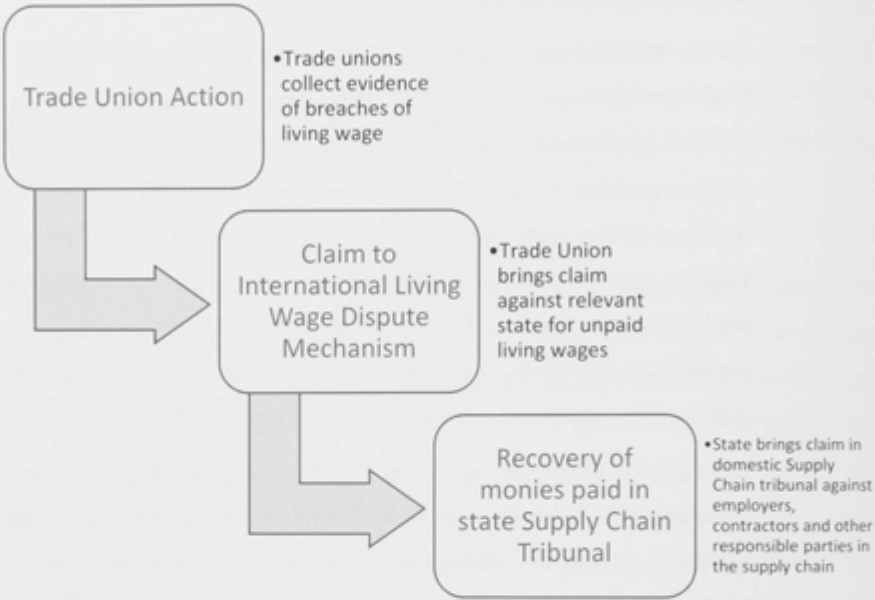 Trade Union Action
•Trade unions
collect evidence
of breaches of
living wage
Claim to
International Living
Wage Dispute
Mechanism
•Trade Union
brings claim
against relevant
state for unpaid
living wages
Recovery of
monies paid in
state Supply Chain
Tribunal
•State brings claim in
domestic Supply
Chain tribunal against
employers,
contractors and other
responsible parties in
the supply chain